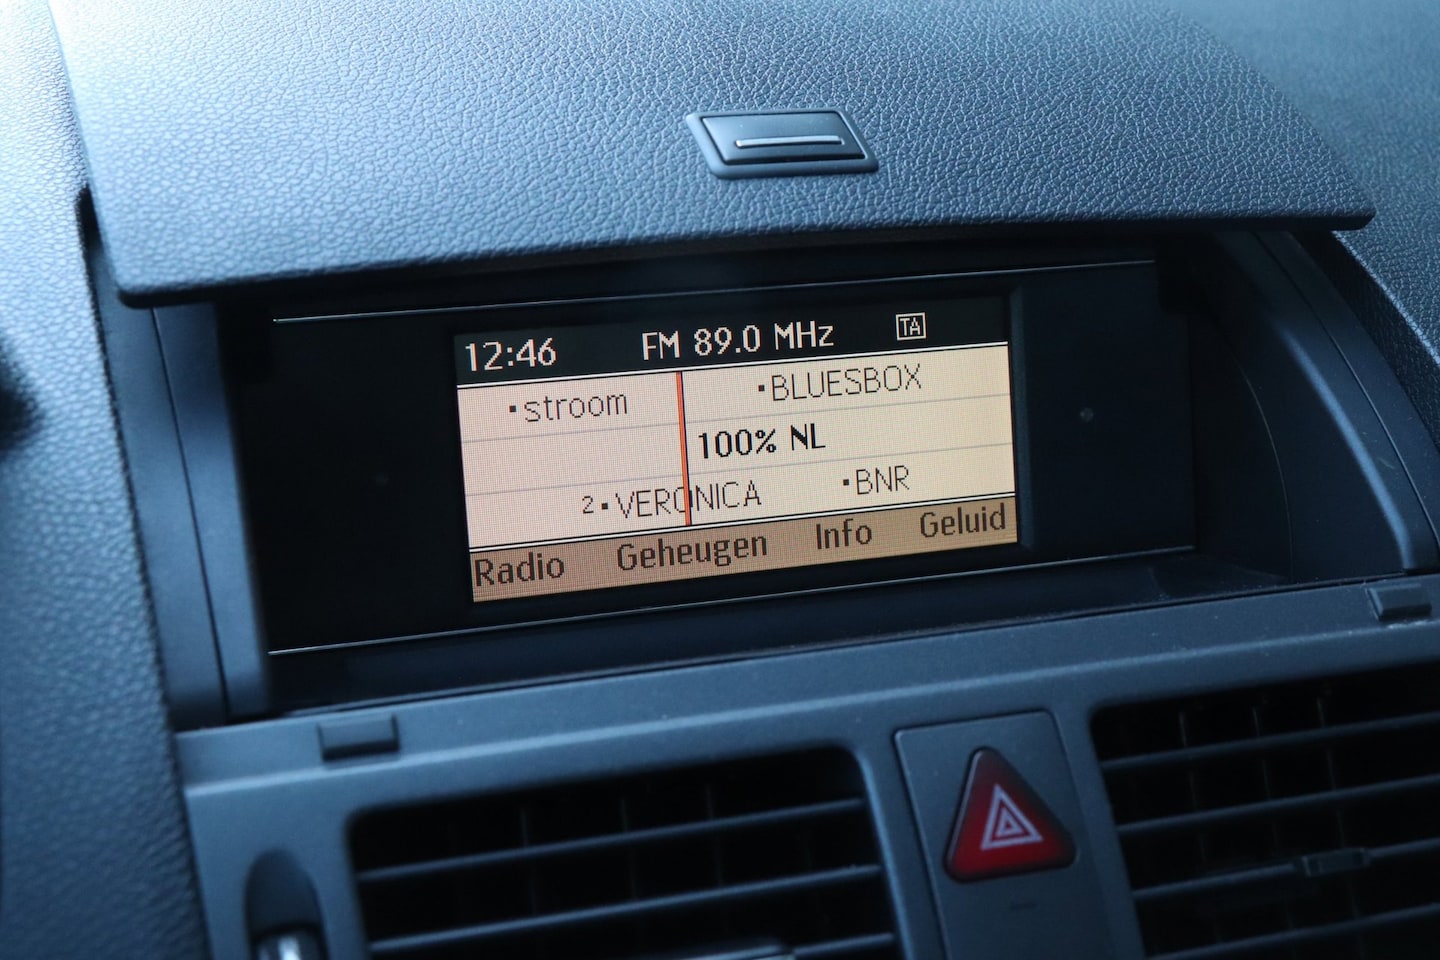 12:46 FM 89.0 MHz TA
·stroom ·BLUESBOX
100% NL
2·VERONICA ·BNR
Radio Geheugen Info Geluid